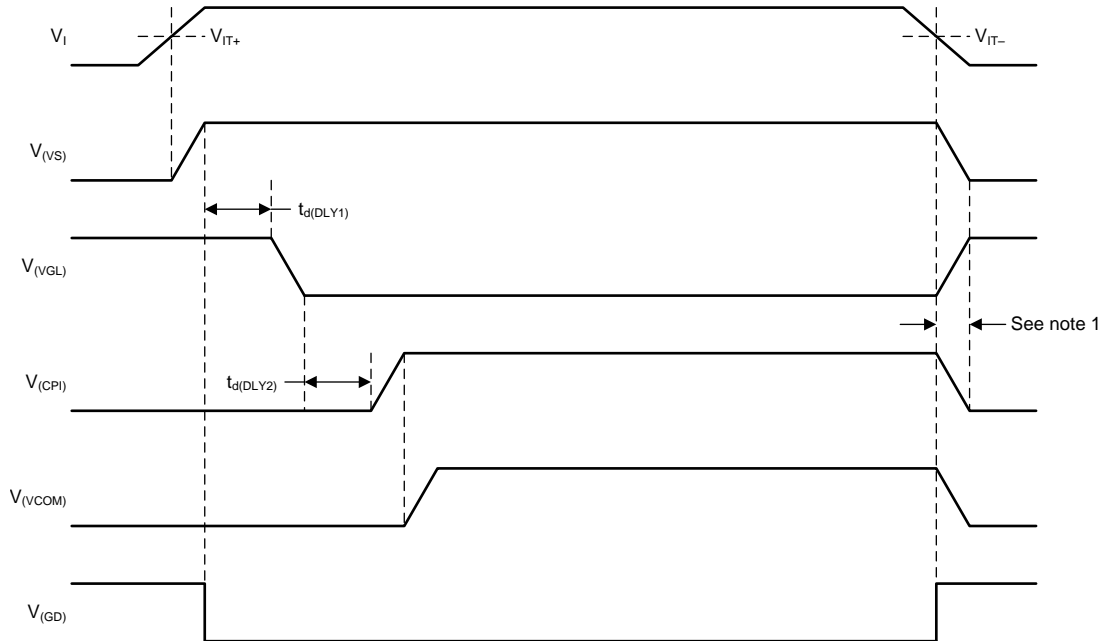 V_I
V_IT+
V_IT–
V_(VS)
t_d(DLY1)
V_(VGL)
See note 1
V_(CPI)
t_d(DLY2)
V_(VCOM)
V_(GD)